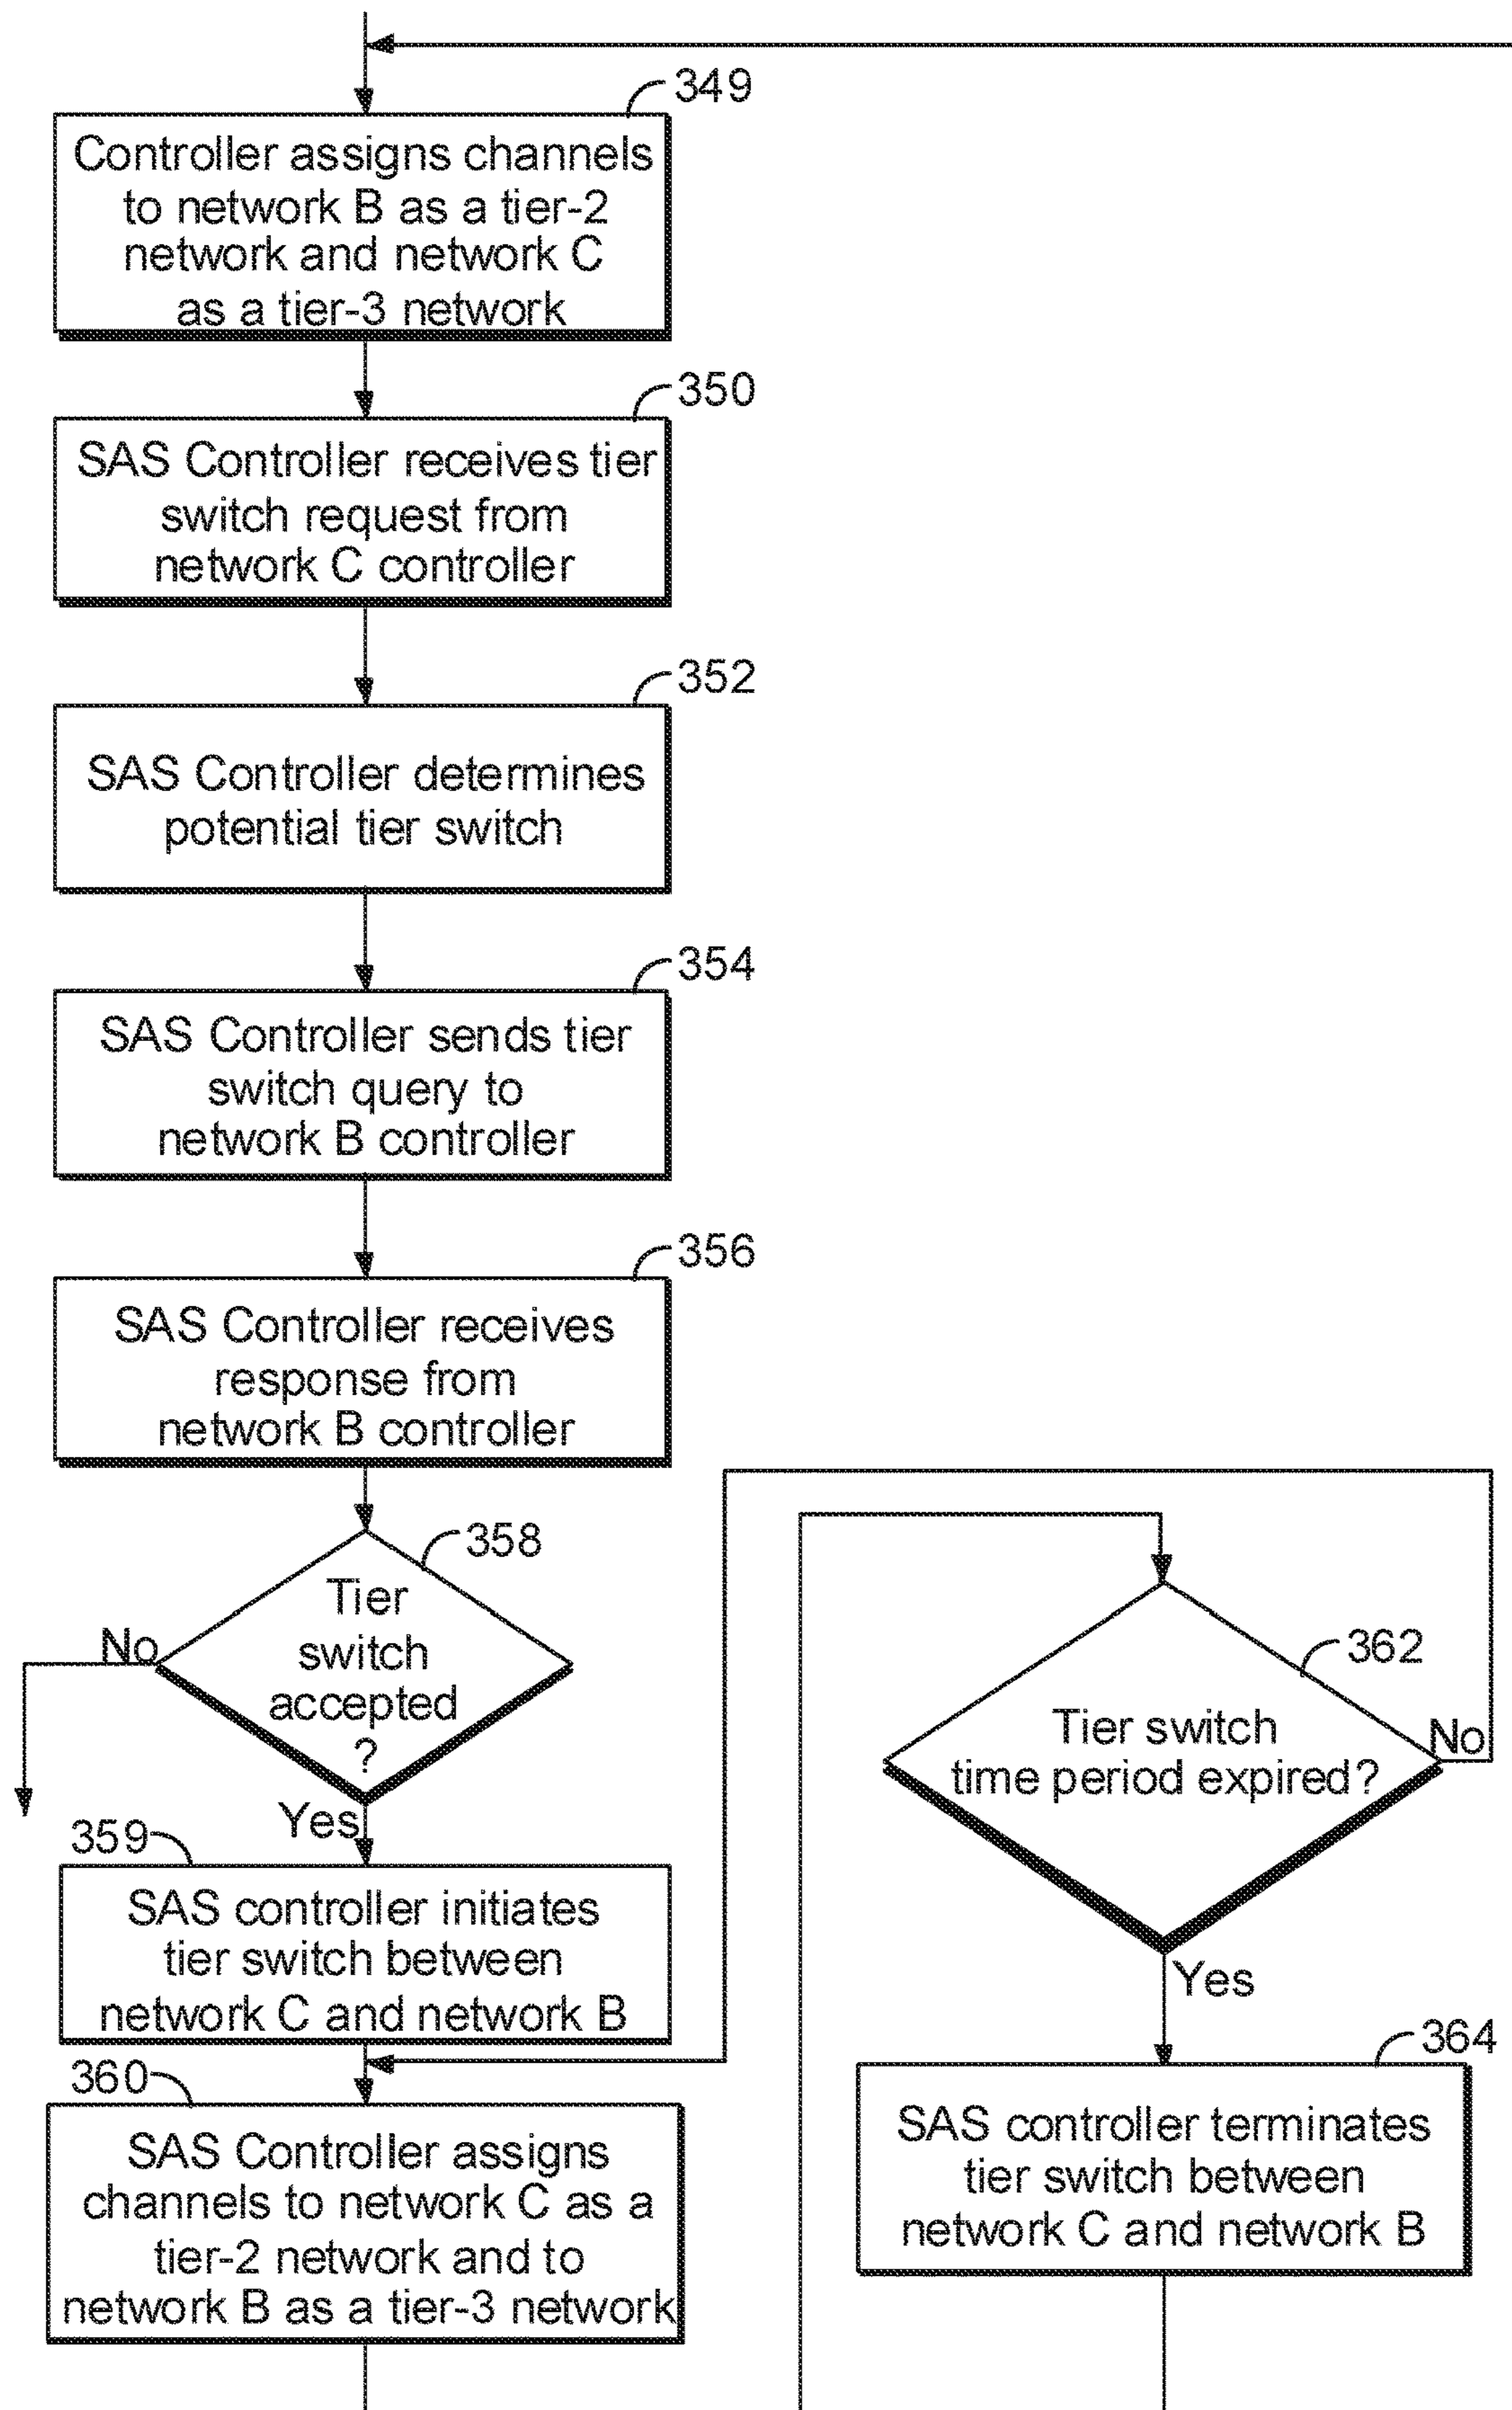 349
Controller assigns channels
to network B as a tier-2
network and network C
as a tier-3 network
350
SAS Controller receives tier
switch request from
network C controller
352
SAS Controller determines
potential tier switch
354
SAS Controller sends tier
switch query to
network B controller
356
SAS Controller receives
response from
network B controller
358
Tier
switch
accepted
?
No
Yes
359
SAS controller initiates
tier switch between
network C and network B
360
SAS Controller assigns
channels to network C as a
tier-2 network and to
network B as a tier-3 network
362
Tier switch
time period expired?
No
Yes
364
SAS controller terminates
tier switch between
network C and network B